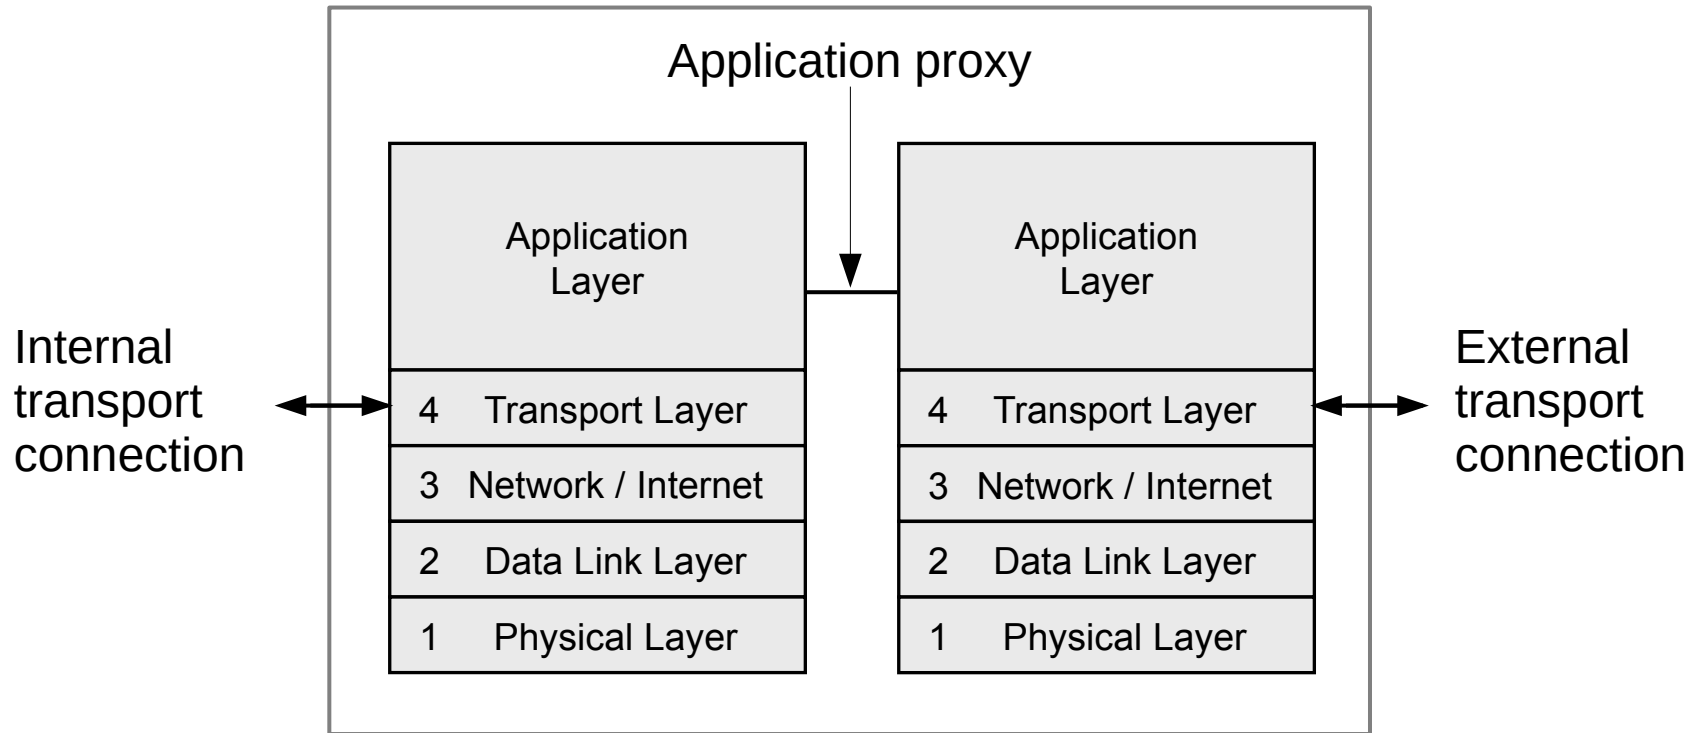 Application proxy
Application
Layer
Application
Layer
Internal
transport
connection
External
transport
connection
4 Transport Layer
4 Transport Layer
3 Network / Internet
3 Network / Internet
2 Data Link Layer
2 Data Link Layer
1 Physical Layer
1 Physical Layer